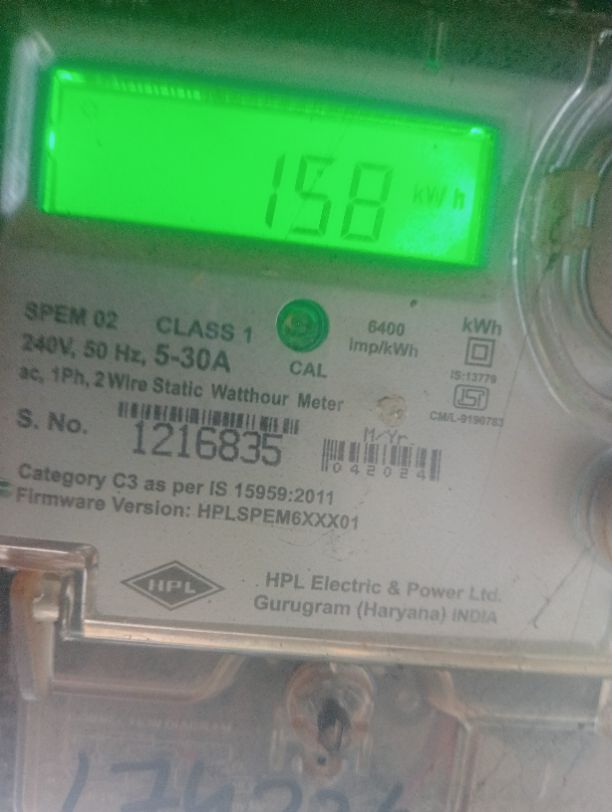 158 kWh
SPEM 02 CLASS 1
240V, 50 Hz, 5-30A
CAL
6400
imp/kWh
kWh
IS:13779
CM/L-9190783
ac, 1Ph, 2 Wire Static Watthour Meter
S. No. 1216835
M/Yr.
042024
Category C3 as per IS 15959:2011
Firmware Version: HPLSPEM6XXX01
HPL
HPL Electric & Power Ltd.
Gurugram (Haryana) INDIA